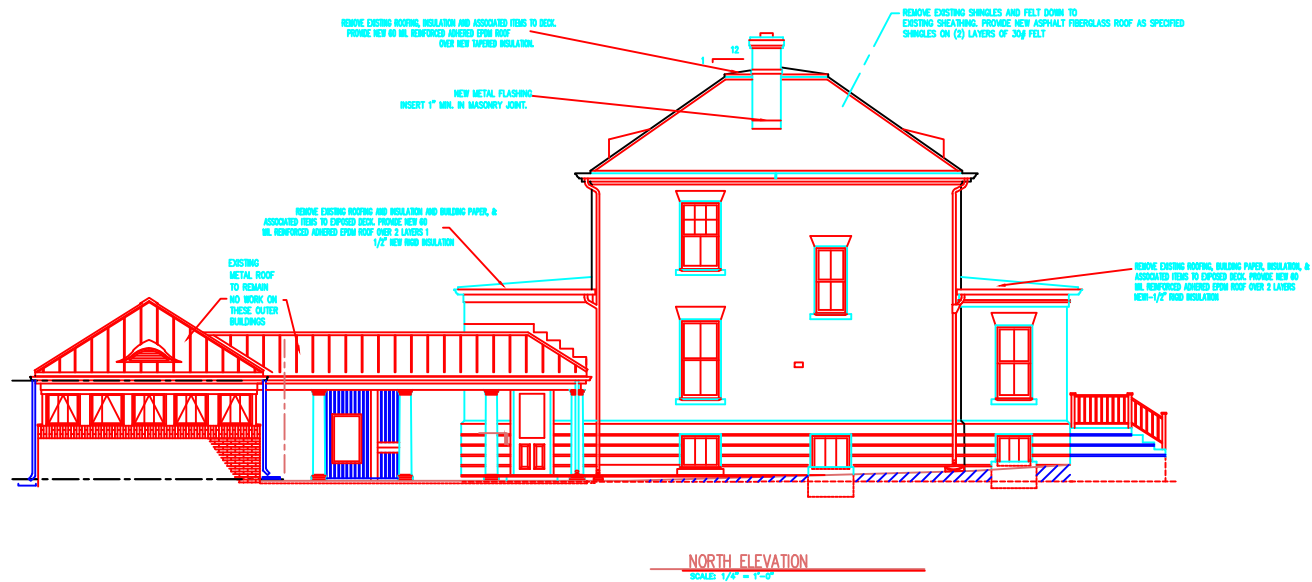 REMOVE EXISTING ROOFING, INSULATION AND ASSOCIATED ITEMS TO DECK.
PROVIDE NEW 60 MIL REINFORCED ADHERED EPDM ROOF
OVER NEW TAPERED INSULATION.
REMOVE EXISTING SHINGLES AND FELT DOWN TO
EXISTING SHEATHING. PROVIDE NEW ASPHALT FIBERGLASS ROOF AS SPECIFIED
SHINGLES ON (2) LAYERS OF 30# FELT
12
1
NEW METAL FLASHING
INSERT 1" MIN. IN MASONRY JOINT.
REMOVE EXISTING ROOFING AND INSULATION AND BUILDING PAPER, &
ASSOCIATED ITEMS TO EXPOSED DECK. PROVIDE NEW 60
MIL REINFORCED ADHERED EPDM ROOF OVER 2 LAYERS 1
1/2" NEW RIGID INSULATION
EXISTING
METAL ROOF
TO REMAIN
NO WORK ON
THESE OUTER
BUILDINGS
REMOVE EXISTING ROOFING, BUILDING PAPER, INSULATION, &
ASSOCIATED ITEMS TO EXPOSED DECK. PROVIDE NEW 60
MIL REINFORCED ADHERED EPDM ROOF OVER 2 LAYERS
NEW1-1/2" RIGID INSULATION
NORTH ELEVATION
SCALE: 1/4" = 1'-0"